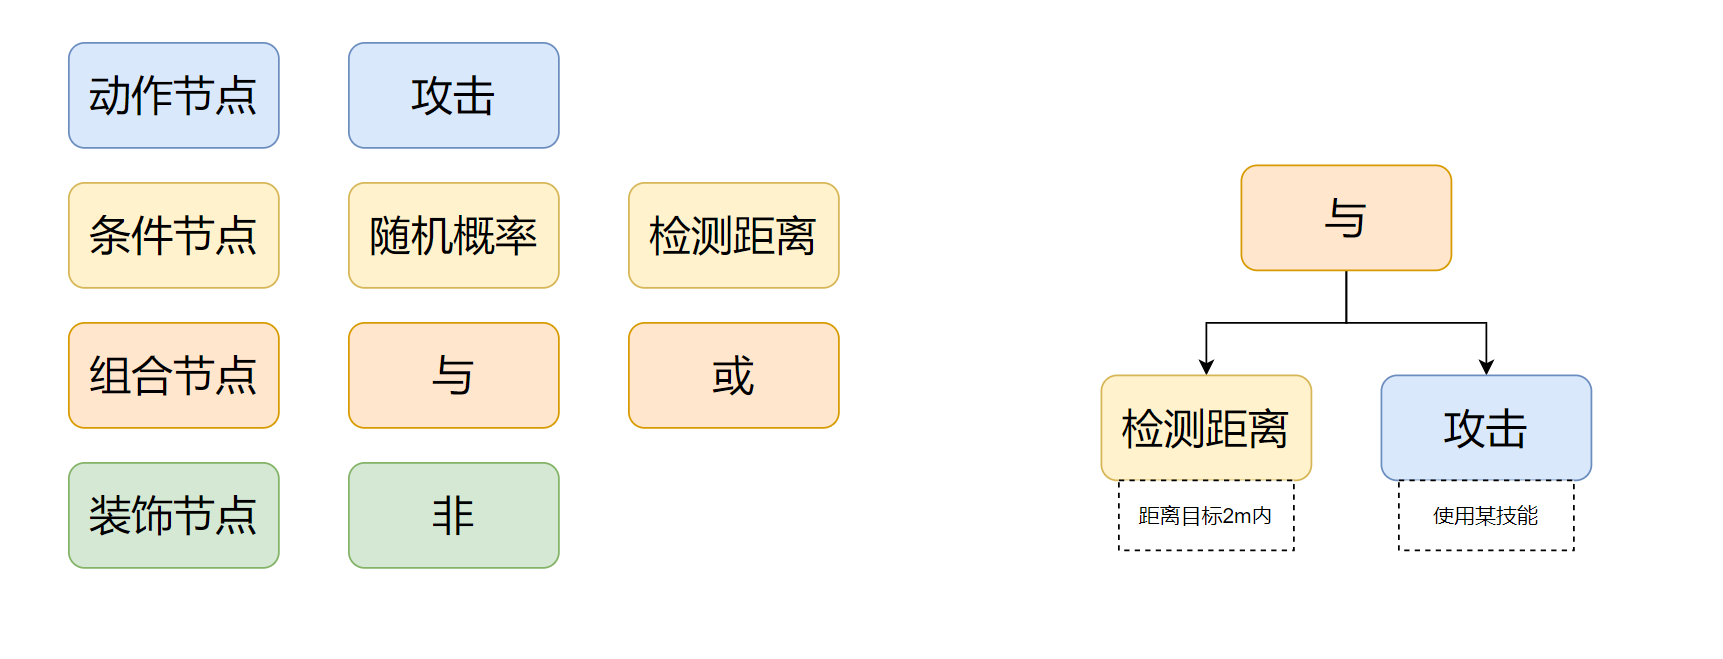 动作节点
攻击
条件节点
随机概率
检测距离
组合节点
与
或
装饰节点
非
与
检测距离
攻击
距离目标2m内
使用某技能